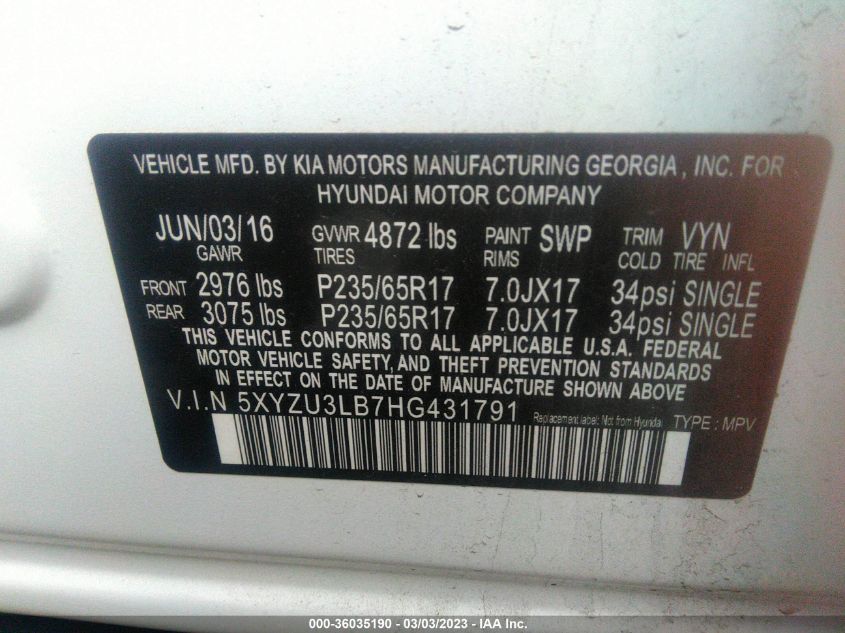 VEHICLE MFD. BY KIA MOTORS MANUFACTURING GEORGIA, INC. FOR
HYUNDAI MOTOR COMPANY
JUN/03/16 GVWR 4872 lbs PAINT SWP TRIM VYN
GAWR TIRES RIMS COLD TIRE INFL
FRONT 2976 lbs P235/65R17 7.0JX17 34psi SINGLE
REAR 3075 lbs P235/65R17 7.0JX17 34psi SINGLE
THIS VEHICLE CONFORMS TO ALL APPLICABLE U.S.A. FEDERAL
MOTOR VEHICLE SAFETY, AND THEFT PREVENTION STANDARDS
IN EFFECT ON THE DATE OF MANUFACTURE SHOWN ABOVE
V.I.N 5XYZU3LB7HG431791 Replacement label: Not from Hyundai TYPE : MPV
000-36035190 - 03/03/2023 - IAA Inc.